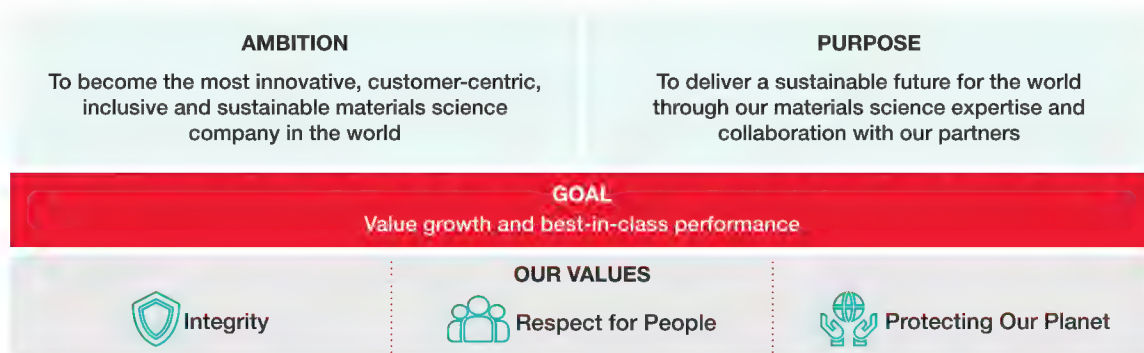 AMBITION
To become the most innovative, customer-centric,
inclusive and sustainable materials science
company in the world
PURPOSE
To deliver a sustainable future for the world
through our materials science expertise and
collaboration with our partners
GOAL
Value growth and best-in-class performance
OUR VALUES
Integrity
Respect for People
Protecting Our Planet